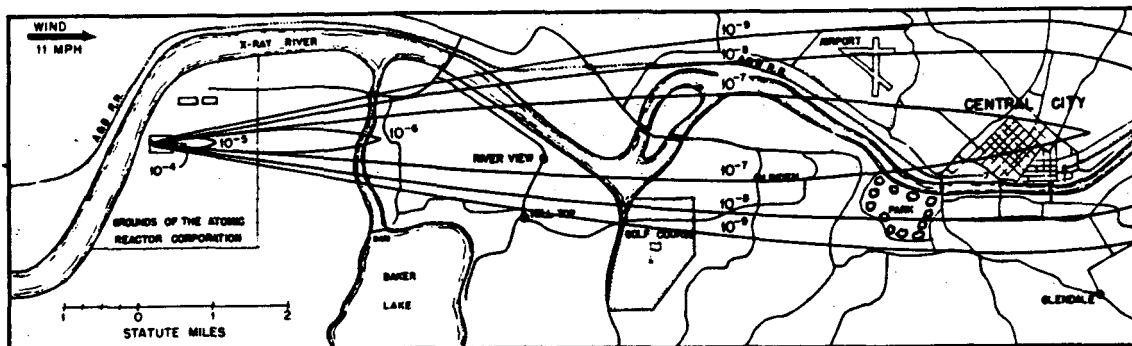 WIND
11 MPH
X-RAY RIVER
A&B R.R.
10⁻⁹
10⁻⁸
10⁻⁷
AIRPORT
A&B R.R.
CENTRAL CITY
10⁻⁶
10⁻⁵
10⁻⁴
RIVER VIEW
HILL TOP
10⁻⁷
LINDEN
10⁻⁸
10⁻⁹
PARK
GOLF COURSE
GROUNDS OF THE ATOMIC
REACTOR CORPORATION
DAM
BAKER
LAKE
GLENDALE
1 0 1 2
STATUTE MILES